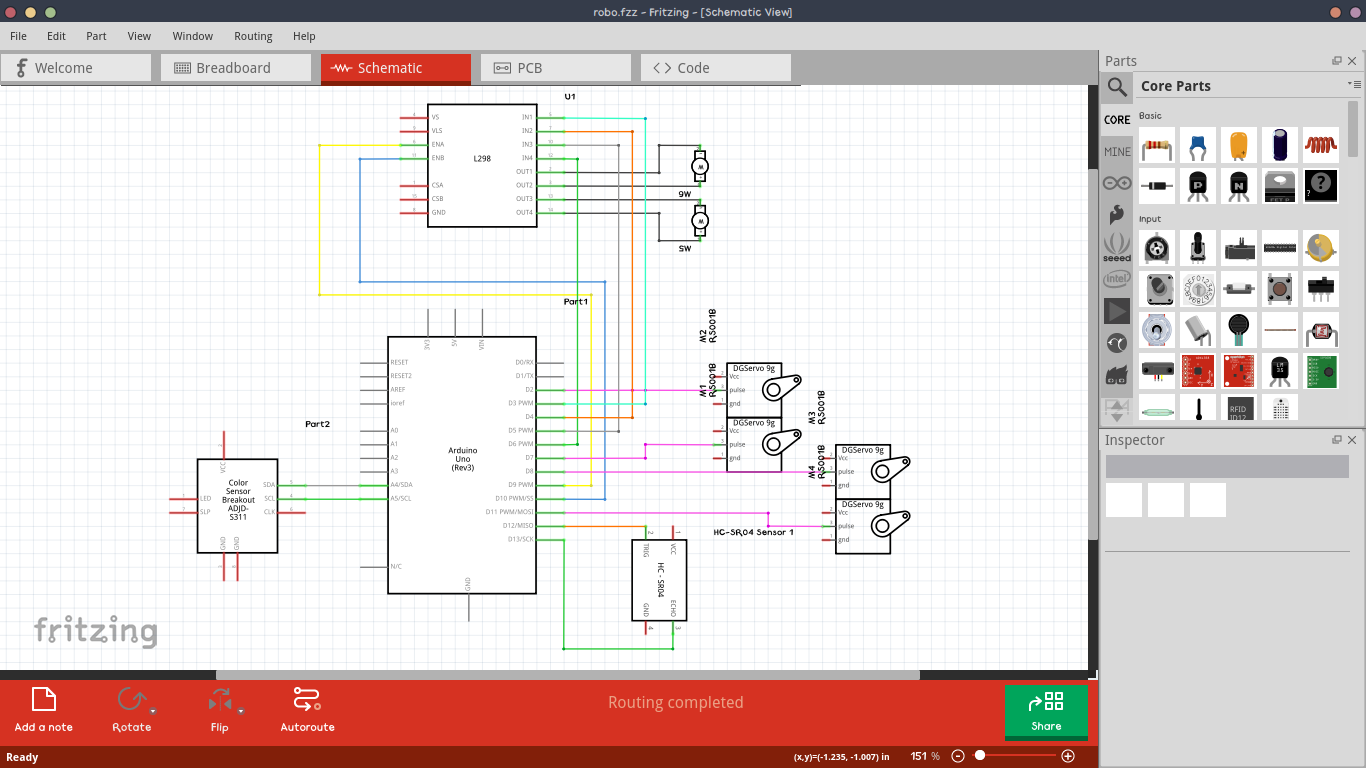 robo.fzz - Fritzing - [Schematic View]
File Edit Part View Window Routing Help
Welcome
Breadboard
Schematic
PCB
Code
U1
VS
VLS
ENA
ENB
CSA
CSB
GND
L298
IN1
IN2
IN3
IN4
OUT1
OUT2
OUT3
OUT4
M
9W
M
SW
Part1
3V3
5V
VIN
RESET
RESET2
AREF
ioref
A0
A1
A2
A3
A4/SDA
A5/SCL
N/C
GND
Arduino
Uno
(Rev3)
D0/RX
D1/TX
D2
D3 PWM
D4
D5 PWM
D6 PWM
D7
D8
D9 PWM
D10 PWM/SS
D11 PWM/MOSI
D12/MISO
D13/SCK
Part2
VCC
LED
SLP
Color
Sensor
Breakout
ADJD-
S311
SDA
SCL
CLK
GND
GND
M2
RS001B
M1
RS001B
DGServo 9g
Vcc
pulse
gnd
DGServo 9g
Vcc
pulse
gnd
M3
RS001B
M4
RS001B
DGServo 9g
Vcc
pulse
gnd
DGServo 9g
Vcc
pulse
gnd
HC-SR04 Sensor 1
TRIG
VCC
HC - SR04
GND
ECHO
fritzing
Parts
Core Parts
CORE
MINE
seeed
intel
Basic
P
N
?
Input
LM
35
RFID
ID12
Inspector
Add a note
Rotate
Flip
Autoroute
Routing completed
Share
Ready
(x,y)=(-1.235, -1.007) in
151 %